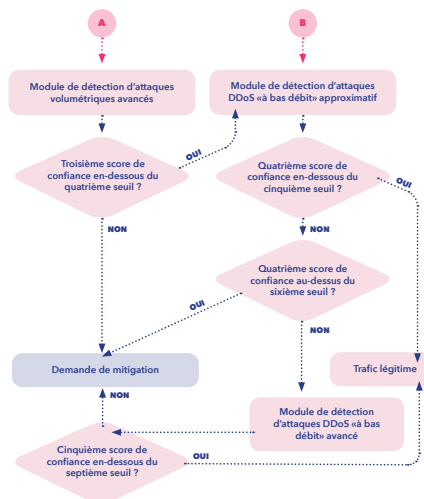 A
B
Module de détection d'attaques
volumétriques avancés
Module de détection d'attaques
DDoS «à bas débit» approximatif
OUI
Troisième score de
confiance en-dessous du
quatrième seuil ?
Quatrième score de
confiance en-dessous du
cinquième seuil ?
OUI
NON
NON
Quatrième score de
confiance au-dessus du
sixième seuil ?
OUI
NON
Demande de mitigation
Trafic légitime
NON
Module de détection
d'attaques DDoS «à bas
débit» avancé
Cinquième score de
confiance en-dessous du
septième seuil ?
OUI